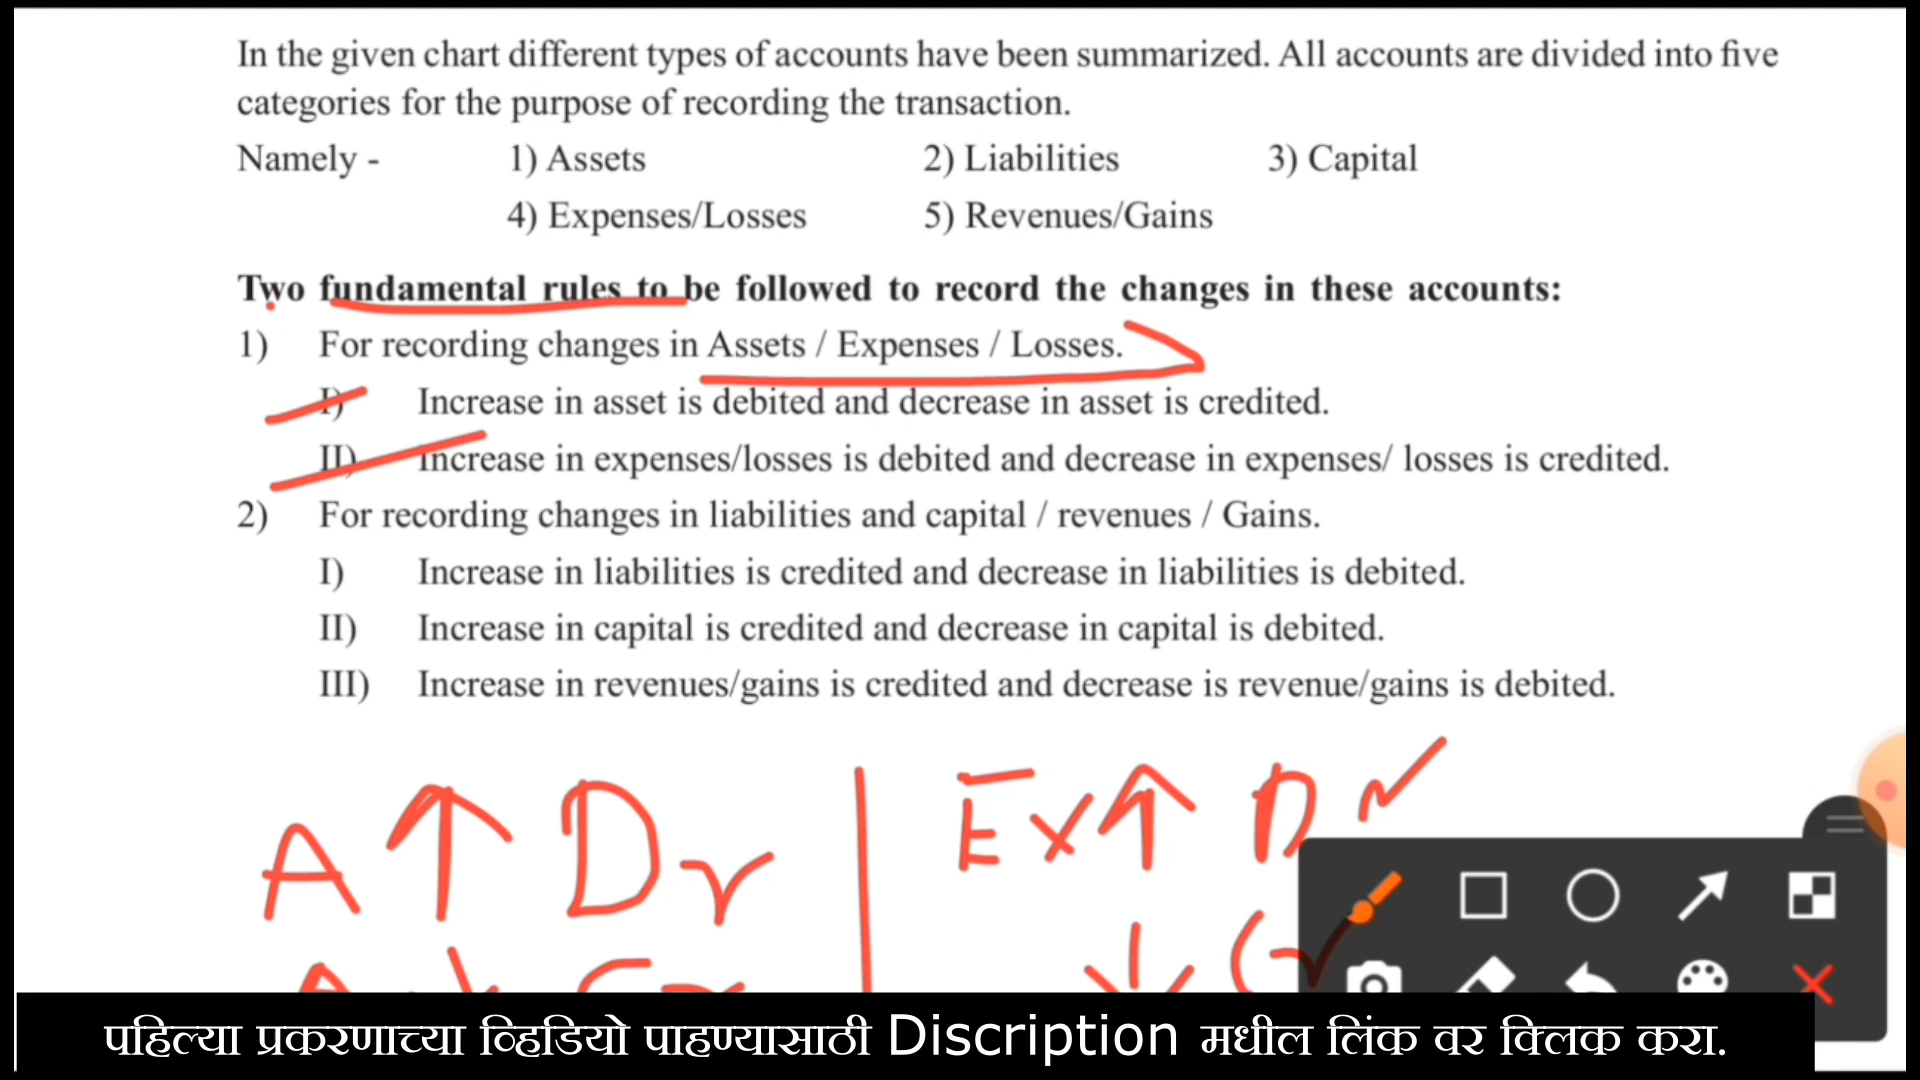 In the given chart different types of accounts have been summarized. All accounts are divided into five
categories for the purpose of recording the transaction.
Namely - 1) Assets 2) Liabilities 3) Capital
4) Expenses/Losses 5) Revenues/Gains
Two fundamental rules to be followed to record the changes in these accounts:
1) For recording changes in Assets / Expenses / Losses.
I) Increase in asset is debited and decrease in asset is credited.
II) Increase in expenses/losses is debited and decrease in expenses/ losses is credited.
2) For recording changes in liabilities and capital / revenues / Gains.
I) Increase in liabilities is credited and decrease in liabilities is debited.
II) Increase in capital is credited and decrease in capital is debited.
III) Increase in revenues/gains is credited and decrease is revenue/gains is debited.
A ↑ Dr Ex ↑ Dr
A ↓ Cr ↓ Cr
पहिल्या प्रकरणाच्या व्हिडियो पाहण्यासाठी Discription मधील लिंक वर क्लिक करा.